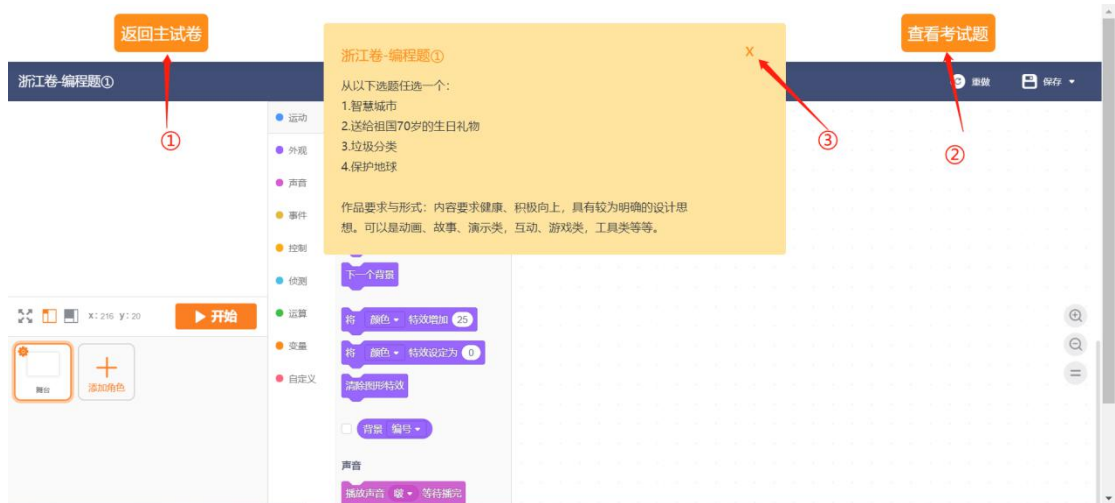 返回主试卷
查看考试题
浙江卷-编程题①
x
从以下选题任选一个：
1.智慧城市
2.送给祖国70岁的生日礼物
3.垃圾分类
4.保护地球
作品要求与形式：内容要求健康、积极向上，具有较为明确的设计思
想。可以是动画、故事、演示类，互动、游戏类，工具类等等。
浙江卷-编程题①
重做
保存
①
②
③
运动
外观
声音
事件
控制
侦测
运算
变量
自定义
下一个背景
将 颜色 特效增加 25
将 颜色 特效设定为 0
清除图形特效
背景 编号
声音
播放声音 啵 等待播完
x: 216 y: 20
开始
舞台
添加角色